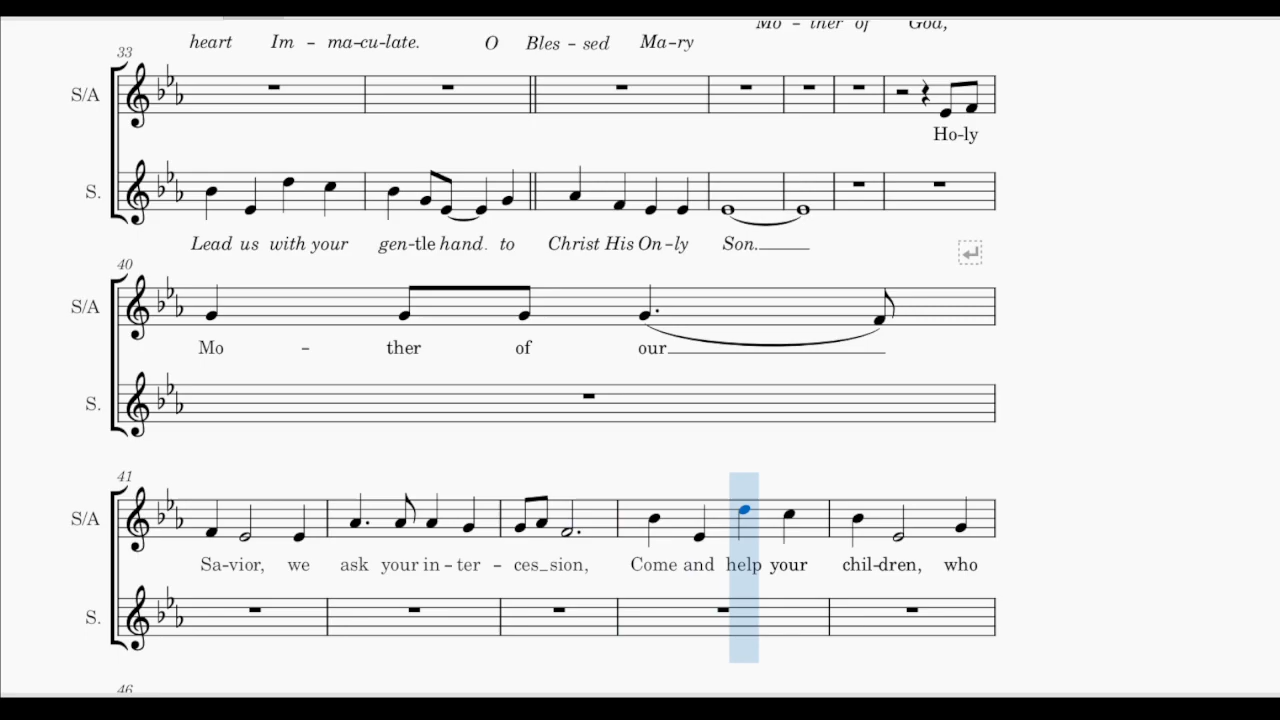 Mo - ther of God,
heart Im - ma-cu-late. O Bles - sed Ma-ry
33
S/A
Ho-ly
S.
Lead us with your gen-tle hand. to Christ His On-ly Son.
40
S/A
Mo - ther of our
S.
41
S/A
Sa-vior, we ask your in-ter - ces_sion, Come and help your chil-dren, who
S.
46